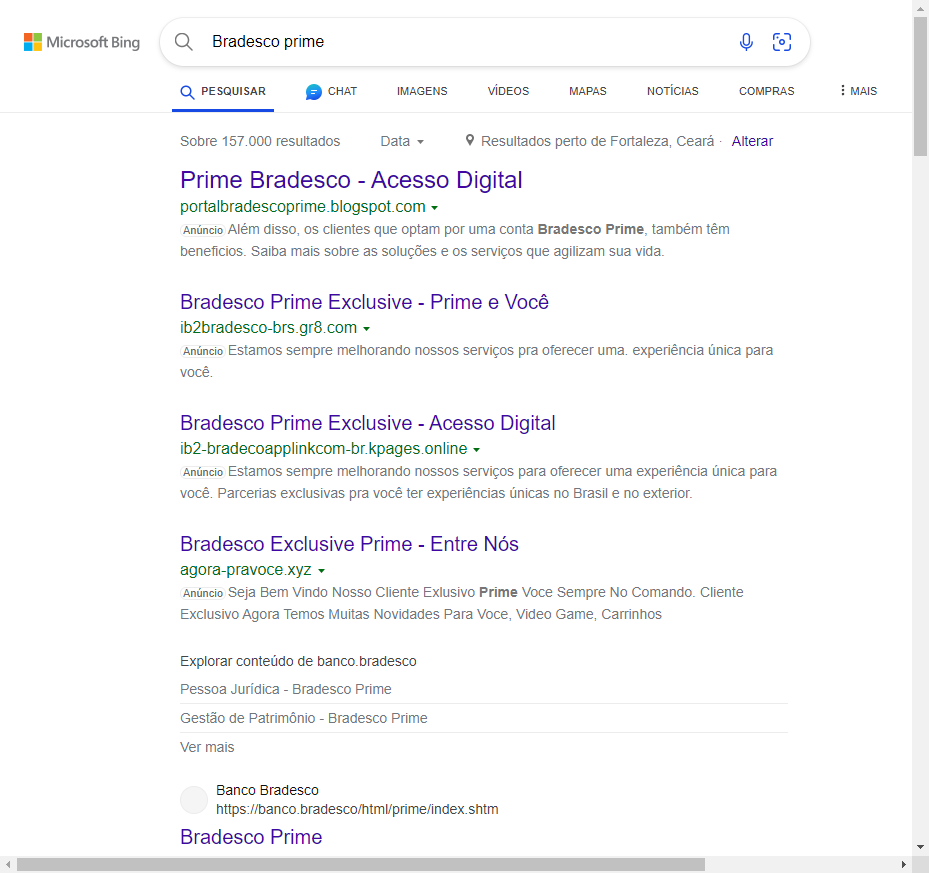 Microsoft Bing
Bradesco prime
PESQUISAR CHAT IMAGENS VÍDEOS MAPAS NOTÍCIAS COMPRAS MAIS
Sobre 157.000 resultados Data Resultados perto de Fortaleza, Ceará · Alterar
Prime Bradesco - Acesso Digital
portalbradescoprime.blogspot.com
Anúncio Além disso, os clientes que optam por uma conta Bradesco Prime, também têm
beneficios. Saiba mais sobre as soluções e os serviços que agilizam sua vida.
Bradesco Prime Exclusive - Prime e Você
ib2bradesco-brs.gr8.com
Anúncio Estamos sempre melhorando nossos serviços pra oferecer uma. experiência única para
você.
Bradesco Prime Exclusive - Acesso Digital
ib2-bradecoapplinkcom-br.kpages.online
Anúncio Estamos sempre melhorando nossos serviços para oferecer uma experiência única para
você. Parcerias exclusivas pra você ter experiências únicas no Brasil e no exterior.
Bradesco Exclusive Prime - Entre Nós
agora-pravoce.xyz
Anúncio Seja Bem Vindo Nosso Cliente Exlusivo Prime Voce Sempre No Comando. Cliente
Exclusivo Agora Temos Muitas Novidades Para Voce, Video Game, Carrinhos
Explorar conteúdo de banco.bradesco
Pessoa Jurídica - Bradesco Prime
Gestão de Patrimônio - Bradesco Prime
Ver mais
Banco Bradesco
https://banco.bradesco/html/prime/index.shtm
Bradesco Prime